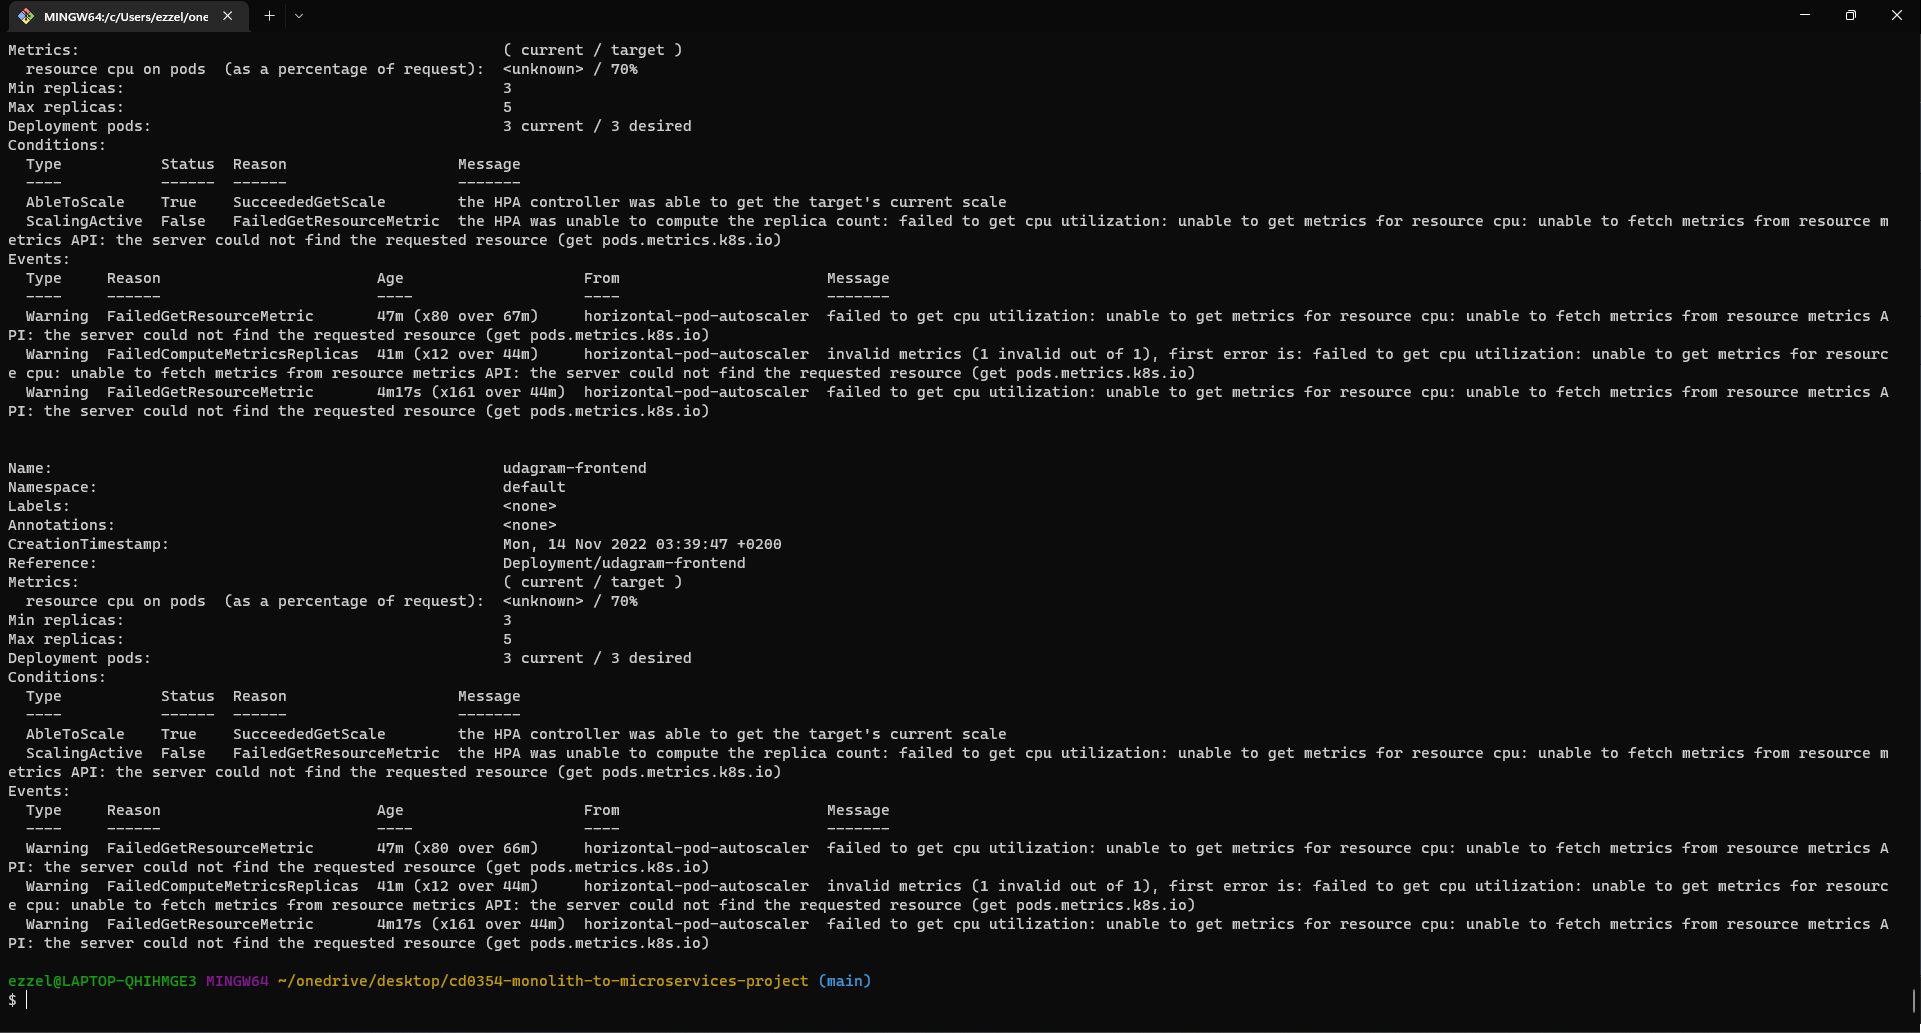 MINGW64:/c/Users/ezzel/one
Metrics:                                               ( current / target )
  resource cpu on pods  (as a percentage of request):  <unknown> / 70%
Min replicas:                                          3
Max replicas:                                          5
Deployment pods:                                       3 current / 3 desired
Conditions:
  Type           Status  Reason                   Message
  ----           ------  ------                   -------
  AbleToScale    True    SucceededGetScale        the HPA controller was able to get the target's current scale
  ScalingActive  False   FailedGetResourceMetric  the HPA was unable to compute the replica count: failed to get cpu utilization: unable to get metrics for resource cpu: unable to fetch metrics from resource m
etrics API: the server could not find the requested resource (get pods.metrics.k8s.io)
Events:
  Type     Reason                        Age                    From                       Message
  ----     ------                        ----                   ----                       -------
  Warning  FailedGetResourceMetric       47m (x80 over 67m)     horizontal-pod-autoscaler  failed to get cpu utilization: unable to get metrics for resource cpu: unable to fetch metrics from resource metrics A
PI: the server could not find the requested resource (get pods.metrics.k8s.io)
  Warning  FailedComputeMetricsReplicas  41m (x12 over 44m)     horizontal-pod-autoscaler  invalid metrics (1 invalid out of 1), first error is: failed to get cpu utilization: unable to get metrics for resourc
e cpu: unable to fetch metrics from resource metrics API: the server could not find the requested resource (get pods.metrics.k8s.io)
  Warning  FailedGetResourceMetric       4m17s (x161 over 44m)  horizontal-pod-autoscaler  failed to get cpu utilization: unable to get metrics for resource cpu: unable to fetch metrics from resource metrics A
PI: the server could not find the requested resource (get pods.metrics.k8s.io)
Name:                                                  udagram-frontend
Namespace:                                             default
Labels:                                                <none>
Annotations:                                           <none>
CreationTimestamp:                                     Mon, 14 Nov 2022 03:39:47 +0200
Reference:                                             Deployment/udagram-frontend
Metrics:                                               ( current / target )
  resource cpu on pods  (as a percentage of request):  <unknown> / 70%
Min replicas:                                          3
Max replicas:                                          5
Deployment pods:                                       3 current / 3 desired
Conditions:
  Type           Status  Reason                   Message
  ----           ------  ------                   -------
  AbleToScale    True    SucceededGetScale        the HPA controller was able to get the target's current scale
  ScalingActive  False   FailedGetResourceMetric  the HPA was unable to compute the replica count: failed to get cpu utilization: unable to get metrics for resource cpu: unable to fetch metrics from resource m
etrics API: the server could not find the requested resource (get pods.metrics.k8s.io)
Events:
  Type     Reason                        Age                    From                       Message
  ----     ------                        ----                   ----                       -------
  Warning  FailedGetResourceMetric       47m (x80 over 66m)     horizontal-pod-autoscaler  failed to get cpu utilization: unable to get metrics for resource cpu: unable to fetch metrics from resource metrics A
PI: the server could not find the requested resource (get pods.metrics.k8s.io)
  Warning  FailedComputeMetricsReplicas  41m (x12 over 44m)     horizontal-pod-autoscaler  invalid metrics (1 invalid out of 1), first error is: failed to get cpu utilization: unable to get metrics for resourc
e cpu: unable to fetch metrics from resource metrics API: the server could not find the requested resource (get pods.metrics.k8s.io)
  Warning  FailedGetResourceMetric       4m17s (x161 over 44m)  horizontal-pod-autoscaler  failed to get cpu utilization: unable to get metrics for resource cpu: unable to fetch metrics from resource metrics A
PI: the server could not find the requested resource (get pods.metrics.k8s.io)
ezzel@LAPTOP-QHIHMGE3 MINGW64 ~/onedrive/desktop/cd0354-monolith-to-microservices-project (main)
$